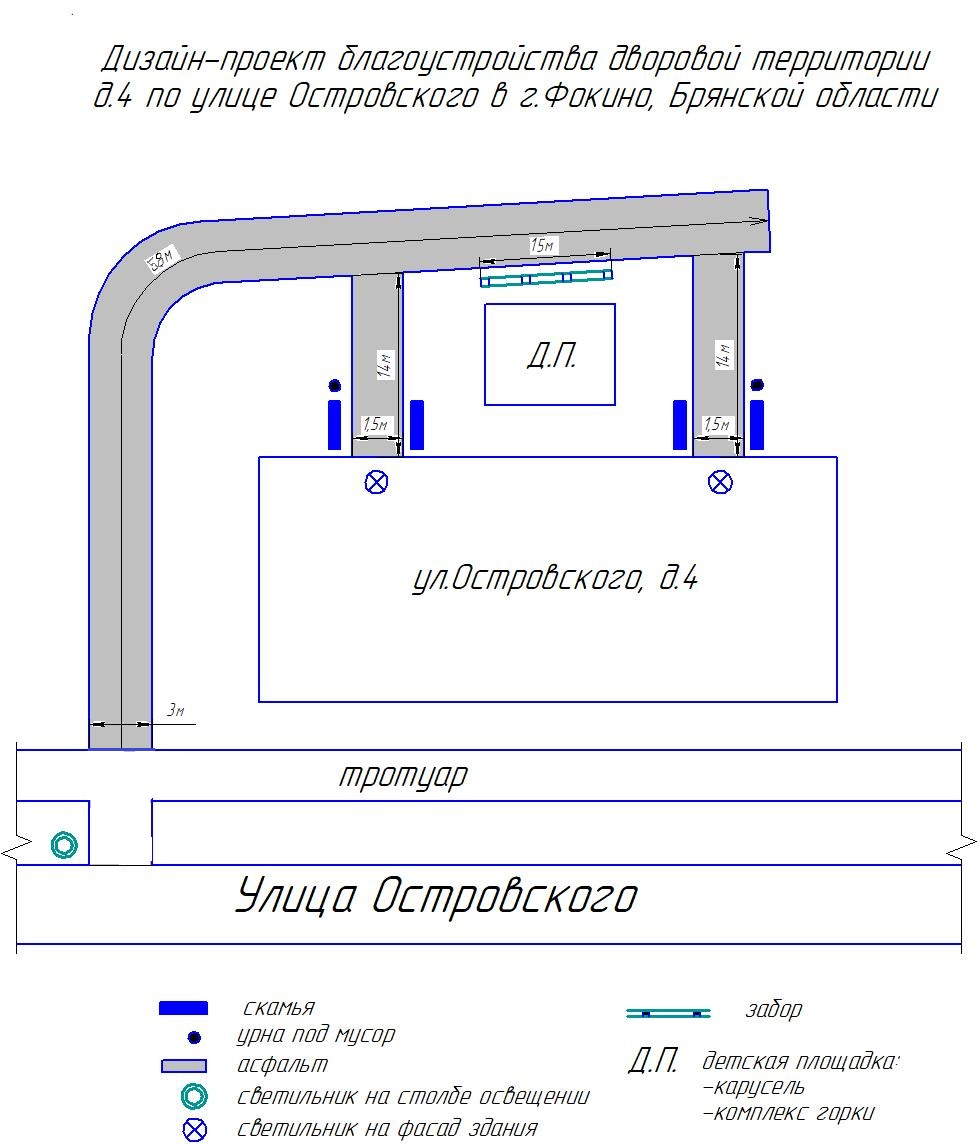 Дизайн-проект благоустройства дворовой территории
д.4 по улице Островского в г.Фокино, Брянской области
58м
15м
14м
Д.П.
14м
1,5м
1,5м
ул.Островского, д.4
3м
тротуар
Улица Островского
скамья
урна под мусор
асфальт
светильник на столбе освещении
светильник на фасад здания
забор
Д.П. детская площадка:
-карусель
-комплекс горки